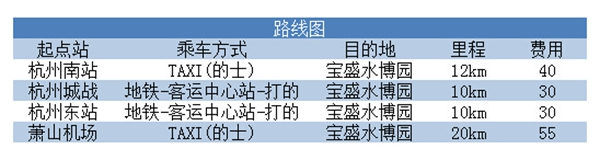 路线图
起点站 乘车方式 目的地 里程 费用
杭州南站 TAXI(的士) 宝盛水博园 12km 40
杭州城战 地铁-客运中心站-打的 宝盛水博园 10km 30
杭州东站 地铁-客运中心站-打的 宝盛水博园 10km 30
萧山机场 TAXI(的士) 宝盛水博园 20km 55